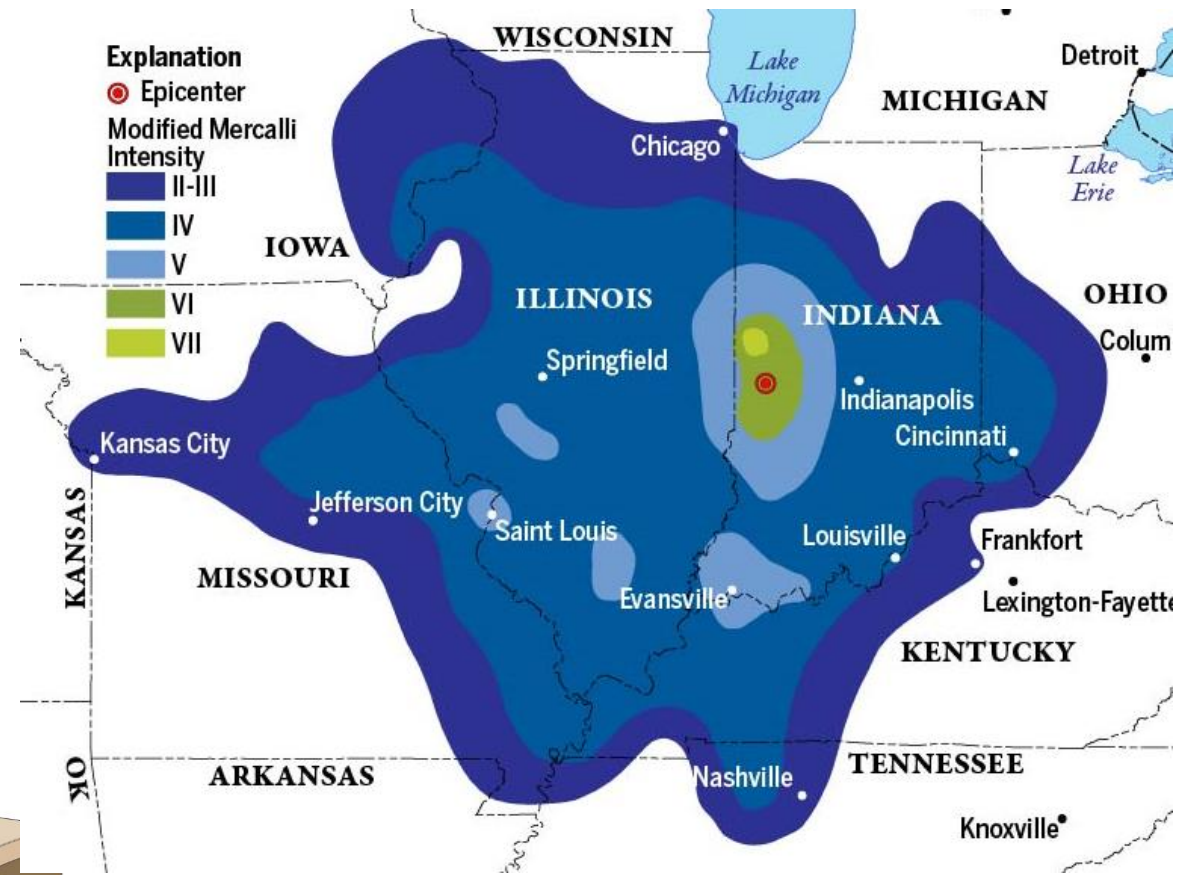 Explanation
Epicenter
Modified Mercalli
Intensity
II-III
IV
V
VI
VII
WISCONSIN
Lake
Michigan
Detroit
MICHIGAN
Chicago
Lake
Erie
IOWA
ILLINOIS
INDIANA
OHIO
Colum
Springfield
Indianapolis
Cincinnati
Kansas City
Jefferson City
Saint Louis
Louisville
Frankfort
KANSAS
MISSOURI
Evansville
Lexington-Fayette
KENTUCKY
OK
ARKANSAS
Nashville
TENNESSEE
Knoxville